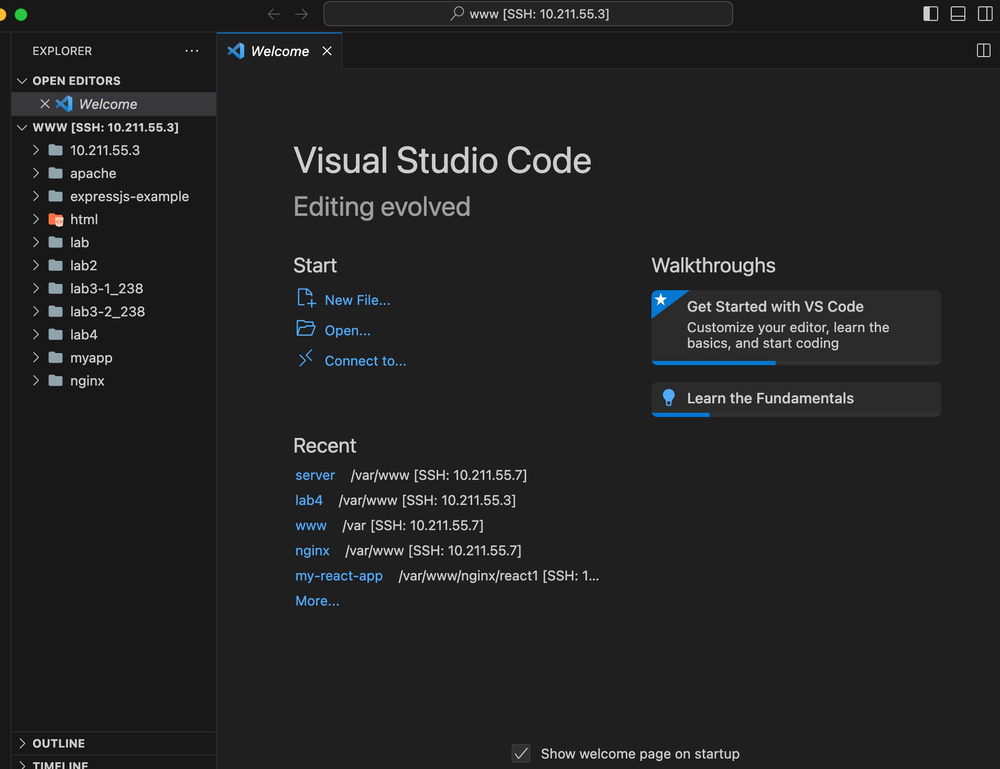 www [SSH: 10.211.55.3]
EXPLORER
OPEN EDITORS
Welcome
WWW [SSH: 10.211.55.3]
10.211.55.3
apache
expressjs-example
html
lab
lab2
lab3-1_238
lab3-2_238
lab4
myapp
nginx
OUTLINE
TIMELINE
Welcome
Visual Studio Code
Editing evolved
Start
New File...
Open...
Connect to...
Recent
server /var/www [SSH: 10.211.55.7]
lab4 /var/www [SSH: 10.211.55.3]
www /var [SSH: 10.211.55.7]
nginx /var/www [SSH: 10.211.55.7]
my-react-app /var/www/nginx/react1 [SSH: 1...
More...
Walkthroughs
Get Started with VS Code
Customize your editor, learn the
basics, and start coding
Learn the Fundamentals
Show welcome page on startup